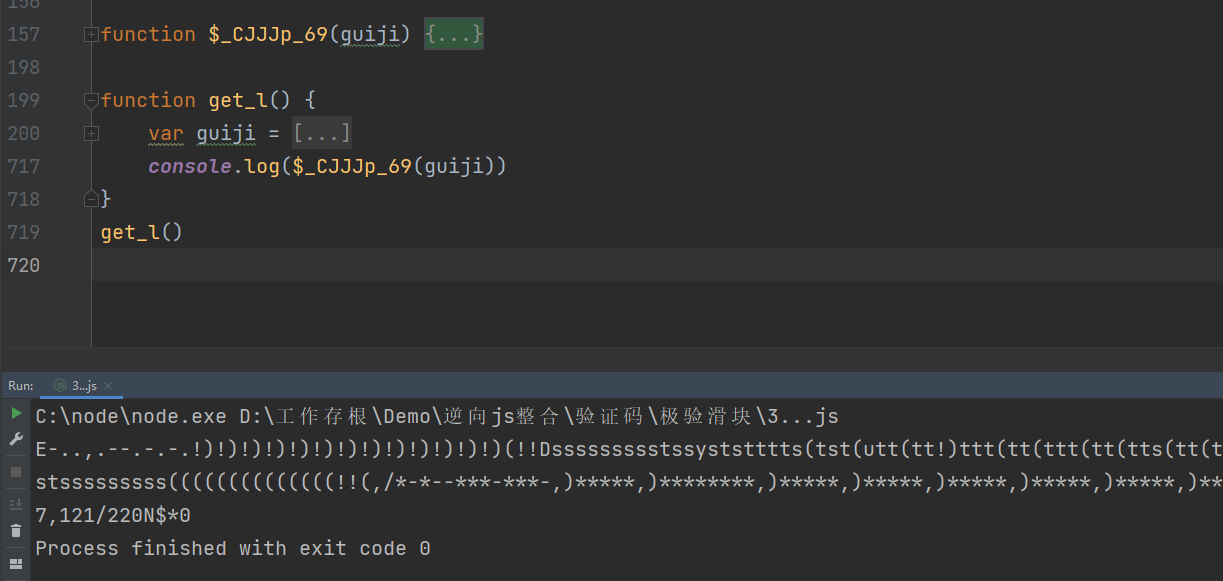 156
157 function $_CJJJp_69(guiji) {...}
198
199 function get_l() {
200 var guiji = [...]
717 console.log($_CJJJp_69(guiji))
718 }
719 get_l()
720
Run: 3...js ×
C:\node\node.exe D:\工作存根\Demo\逆向js整合\验证码\极验滑块\3...js
E-..,.--.-.-.!)!)!)!)!)!)!)!)!)!)!)!)!)(!!Dsssssssssstssyststttts(tst(utt(tt!)ttt(tt(ttt(tt(tts(tt(t
stsssssssss((((((((((((((!!(,/*-*--***-***-,)*****,)********,)*****,)*****,)*****,)*****,)*****,)**
7,121/220N$*0
Process finished with exit code 0